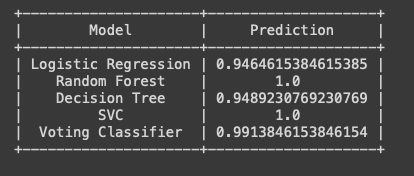 Model | Prediction
Logistic Regression | 0.9464615384615385
Random Forest | 1.0
Decision Tree | 0.9489230769230769
SVC | 1.0
Voting Classifier | 0.9913846153846154